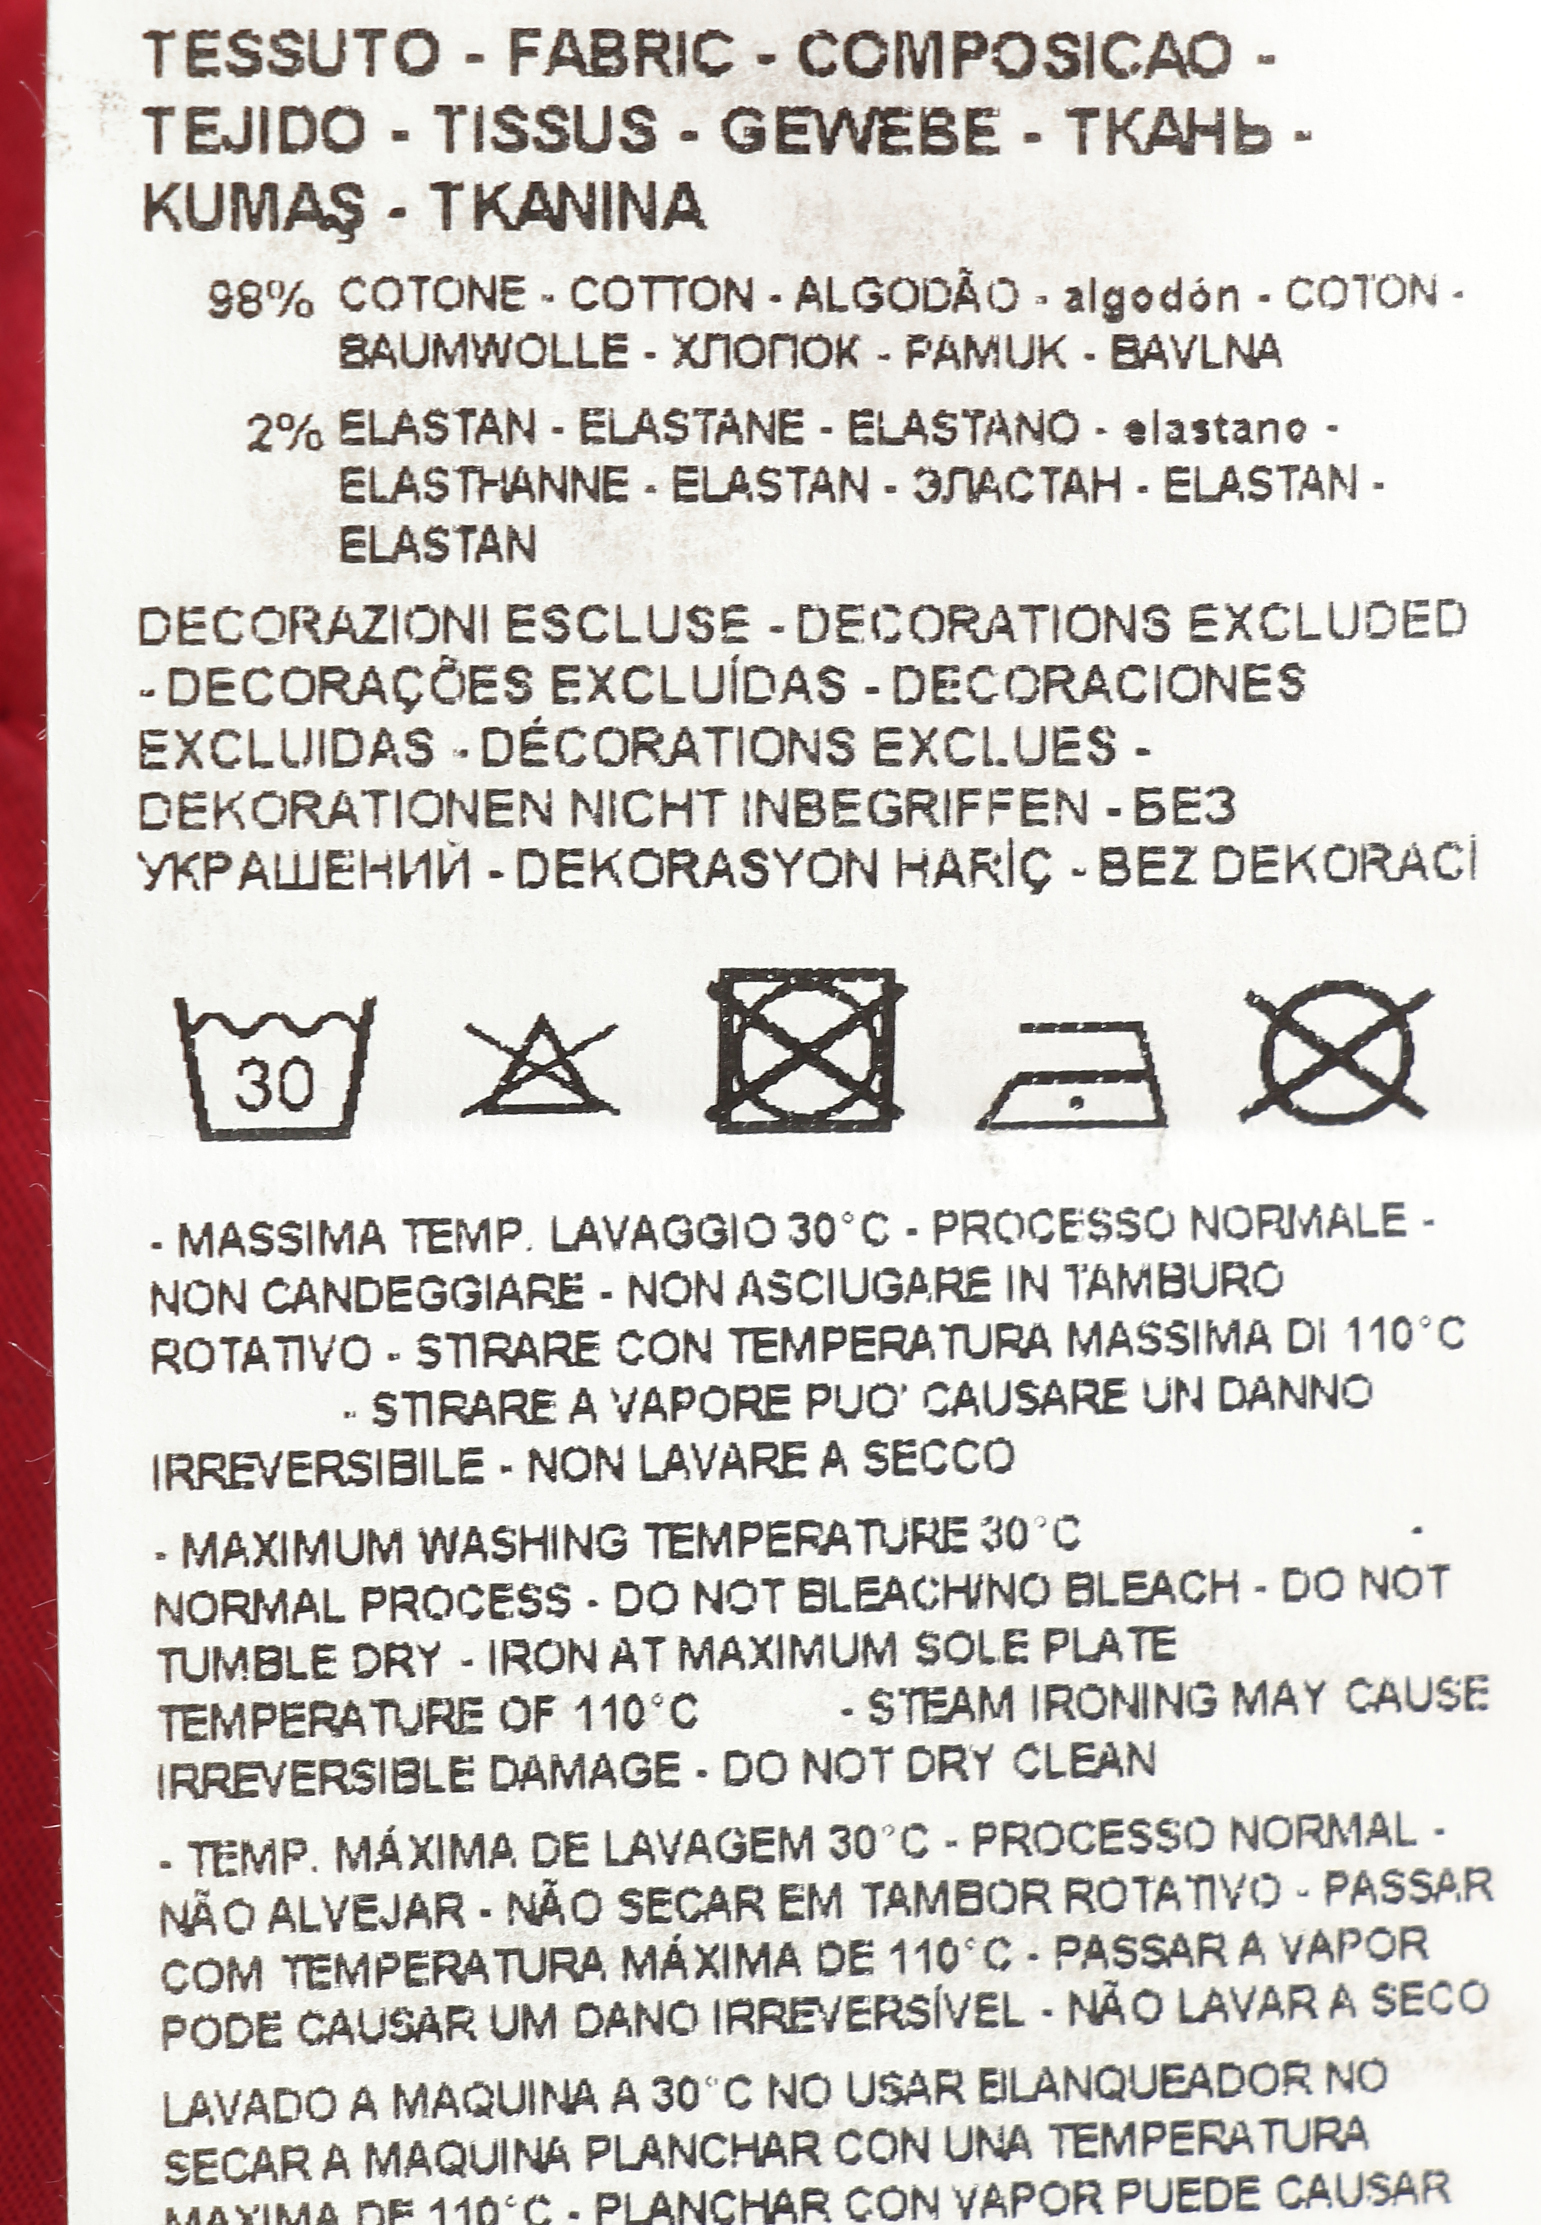 TESSUTO - FABRIC - COMPOSICAO -
TEJIDO - TISSUS - GEWEBE - ТКАНЬ -
KUMAŞ - TKANINA
98% COTONE - COTTON - ALGODÃO - algodón - COTON -
BAUMWOLLE - ХЛОПОК - PAMUK - BAVLNA
2% ELASTAN - ELASTANE - ELASTANO - elastano -
ELASTHANNE - ELASTAN - ЭЛАСТАН - ELASTAN -
ELASTAN
DECORAZIONI ESCLUSE - DECORATIONS EXCLUDED
- DECORAÇÕES EXCLUÍDAS - DECORACIONES
EXCLUIDAS - DÉCORATIONS EXCLUES -
DEKORATIONEN NICHT INBEGRIFFEN - БЕЗ
УКРАШЕНИЙ - DEKORASYON HARİÇ - BEZ DEKORACÍ
30
- MASSIMA TEMP. LAVAGGIO 30°C - PROCESSO NORMALE -
NON CANDEGGIARE - NON ASCIUGARE IN TAMBURO
ROTATIVO - STIRARE CON TEMPERATURA MASSIMA DI 110°C
- STIRARE A VAPORE PUO' CAUSARE UN DANNO
IRREVERSIBILE - NON LAVARE A SECCO
- MAXIMUM WASHING TEMPERATURE 30°C -
NORMAL PROCESS - DO NOT BLEACH/NO BLEACH - DO NOT
TUMBLE DRY - IRON AT MAXIMUM SOLE PLATE
TEMPERATURE OF 110°C - STEAM IRONING MAY CAUSE
IRREVERSIBLE DAMAGE - DO NOT DRY CLEAN
- TEMP. MÁXIMA DE LAVAGEM 30°C - PROCESSO NORMAL -
NÃO ALVEJAR - NÃO SECAR EM TAMBOR ROTATIVO - PASSAR
COM TEMPERATURA MÁXIMA DE 110°C - PASSAR A VAPOR
PODE CAUSAR UM DANO IRREVERSÍVEL - NÃO LAVAR A SECO
LAVADO A MAQUINA A 30°C NO USAR BLANQUEADOR NO
SECAR A MAQUINA PLANCHAR CON UNA TEMPERATURA
MAXIMA DE 110°C - PLANCHAR CON VAPOR PUEDE CAUSAR